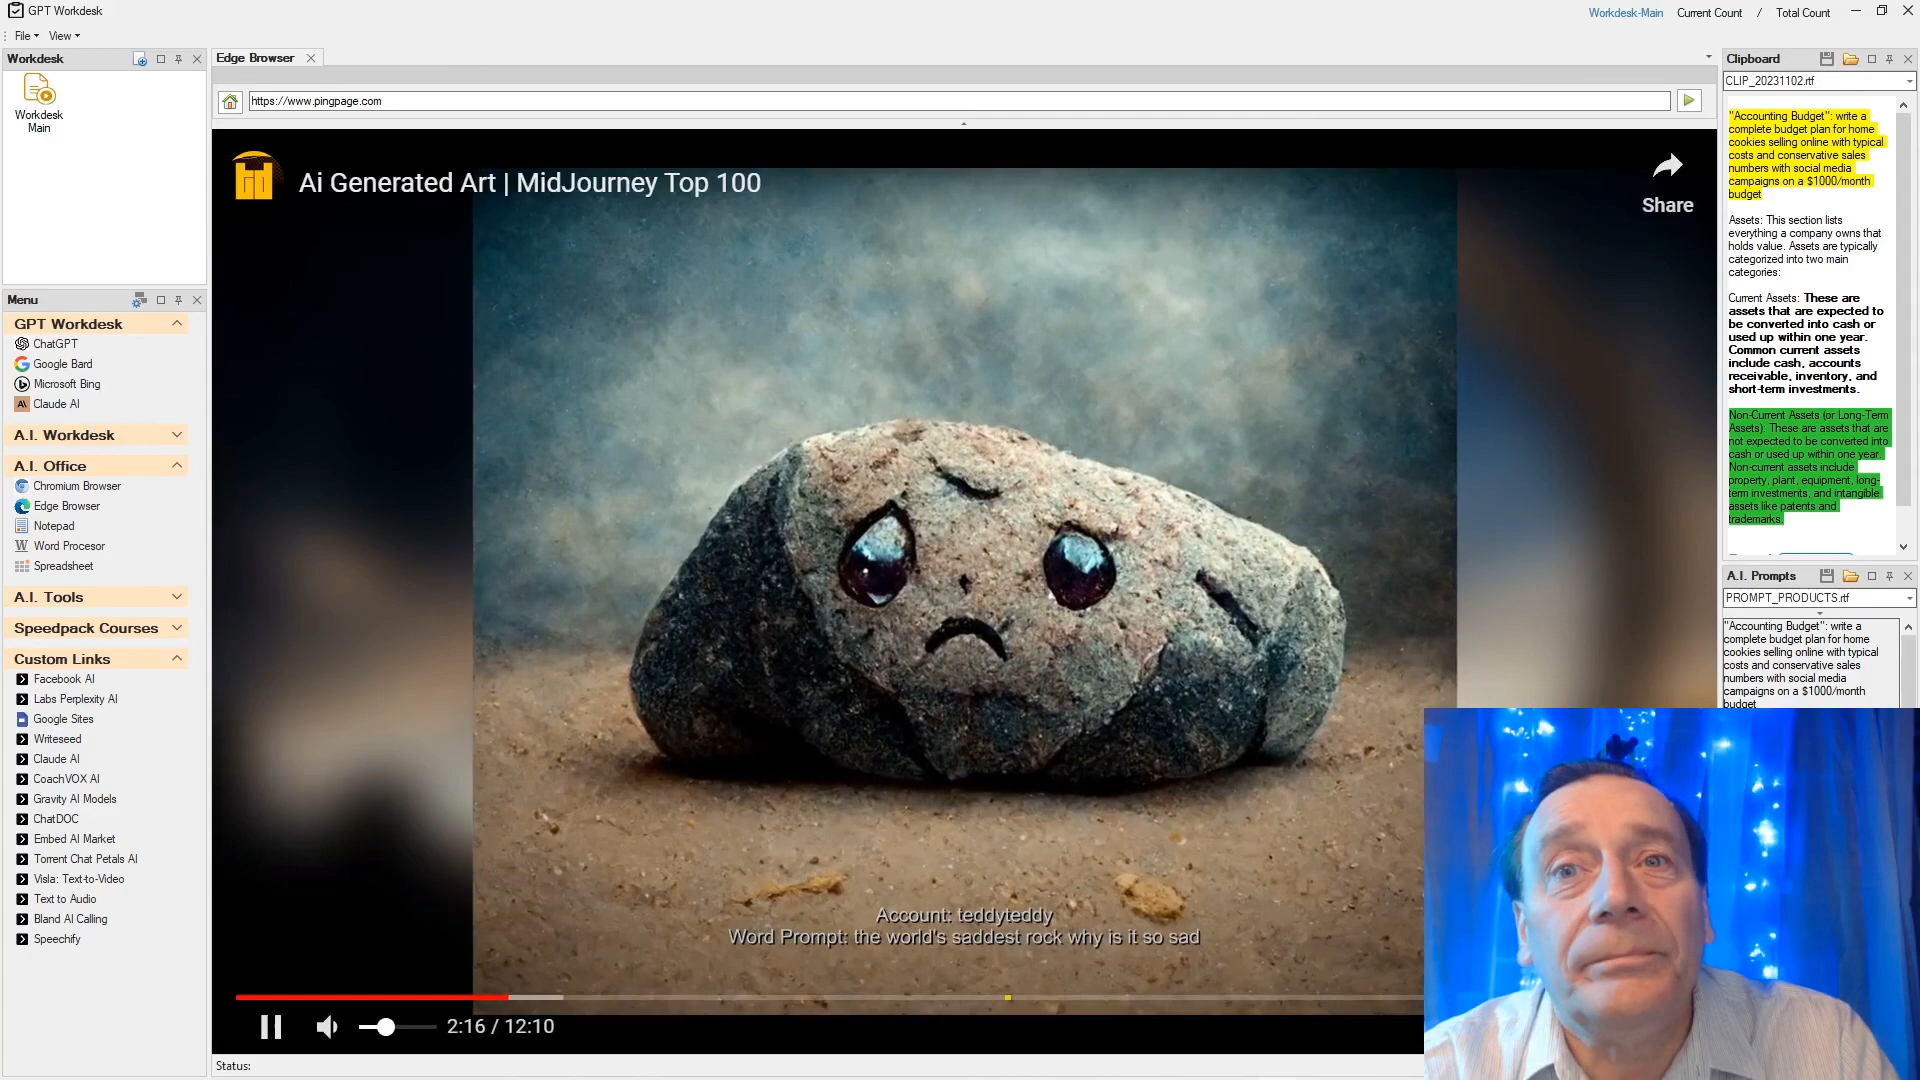 GPT Workdesk
Workdesk-Main Current Count / Total Count
File View
Workdesk
Workdesk
Main
Menu
GPT Workdesk
ChatGPT
Google Bard
Microsoft Bing
Claude AI
A.I. Workdesk
A.I. Office
Chromium Browser
Edge Browser
Notepad
Word Procesor
Spreadsheet
A.I. Tools
Speedpack Courses
Custom Links
Facebook AI
Labs Perplexity AI
Google Sites
Writeseed
Claude AI
CoachVOX AI
Gravity AI Models
ChatDOC
Embed AI Market
Torrent Chat Petals AI
Visla: Text-to-Video
Text to Audio
Bland AI Calling
Speechify
Edge Browser
https://www.pingpage.com
Ai Generated Art | MidJourney Top 100
Share
Account: teddyteddy
Word Prompt: the world's saddest rock why is it so sad
2:16 / 12:10
Status:
Clipboard
CLIP_20231102.rtf
"Accounting Budget": write a
complete budget plan for home
cookies selling online with typical
costs and conservative sales
numbers with social media
campaigns on a $1000/month
budget
Assets: This section lists
everything a company owns that
holds value. Assets are typically
categorized into two main
categories:
Current Assets: These are
assets that are expected to
be converted into cash or
used up within one year.
Common current assets
include cash, accounts
receivable, inventory, and
short-term investments.
Non-Current Assets (or Long-Term
Assets): These are assets that are
not expected to be converted into
cash or used up within one year.
Non-current assets include
property, plant, equipment, long-
term investments, and intangible
assets like patents and
trademarks.
A.I. Prompts
PROMPT_PRODUCTS.rtf
"Accounting Budget": write a
complete budget plan for home
cookies selling online with typical
costs and conservative sales
numbers with social media
campaigns on a $1000/month
budget